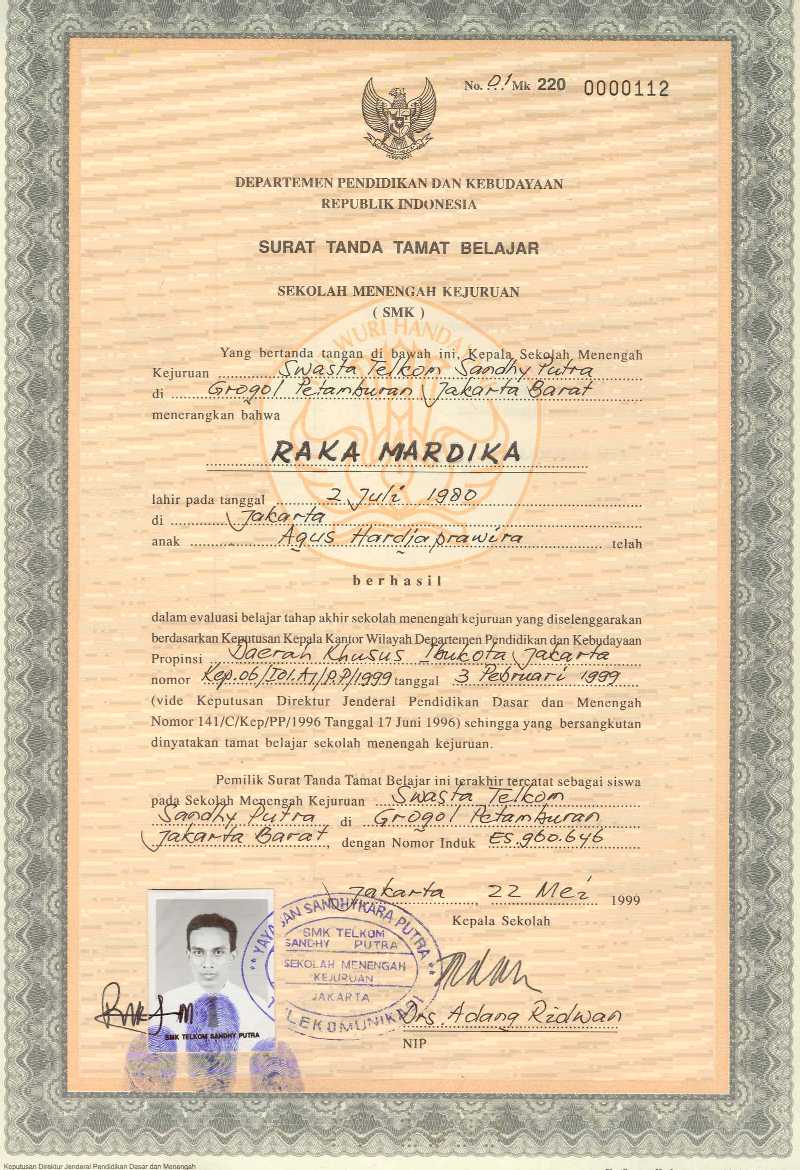 No. 01 Mk 220 0000112
DEPARTEMEN PENDIDIKAN DAN KEBUDAYAAN
REPUBLIK INDONESIA
SURAT TANDA TAMAT BELAJAR
SEKOLAH MENENGAH KEJURUAN
( SMK )
WURI HANDA
Yang bertanda tangan di bawah ini, Kepala Sekolah Menengah
Kejuruan Swasta Telkom Sandhy Putra
di Grogol Petamburan Jakarta Barat
menerangkan bahwa
RAKA MARDIKA
lahir pada tanggal 2 Juli 1980
di Jakarta
anak Agus Hardjaprawira telah
berhasil
dalam evaluasi belajar tahap akhir sekolah menengah kejuruan yang diselenggarakan
berdasarkan Keputusan Kepala Kantor Wilayah Departemen Pendidikan dan Kebudayaan
Propinsi Daerah Khusus Ibukota Jakarta
nomor Kep.06/I01.A1/P.P/1999 tanggal 3 Pebruari 1999
(vide Keputusan Direktur Jenderal Pendidikan Dasar dan Menengah
Nomor 141/C/Kep/PP/1996 Tanggal 17 Juni 1996) sehingga yang bersangkutan
dinyatakan tamat belajar sekolah menengah kejuruan.
Pemilik Surat Tanda Tamat Belajar ini terakhir tercatat sebagai siswa
pada Sekolah Menengah Kejuruan Swasta Telkom
Sandhy Putra di Grogol Petamburan
Jakarta Barat, dengan Nomor Induk ES.960.646
Jakarta, 22 Mei 1999
Kepala Sekolah
YAYASAN SANDHYKARA PUTRA
SMK TELKOM
SANDHY PUTRA
SEKOLAH MENENGAH
KEJURUAN
JAKARTA
TELEKOMUNIKASI
SMK TELKOM SANDHY PUTRA
Drs. Adang Ridwan
NIP
Keputusan Direktur Jenderal Pendidikan Dasar dan Menengah